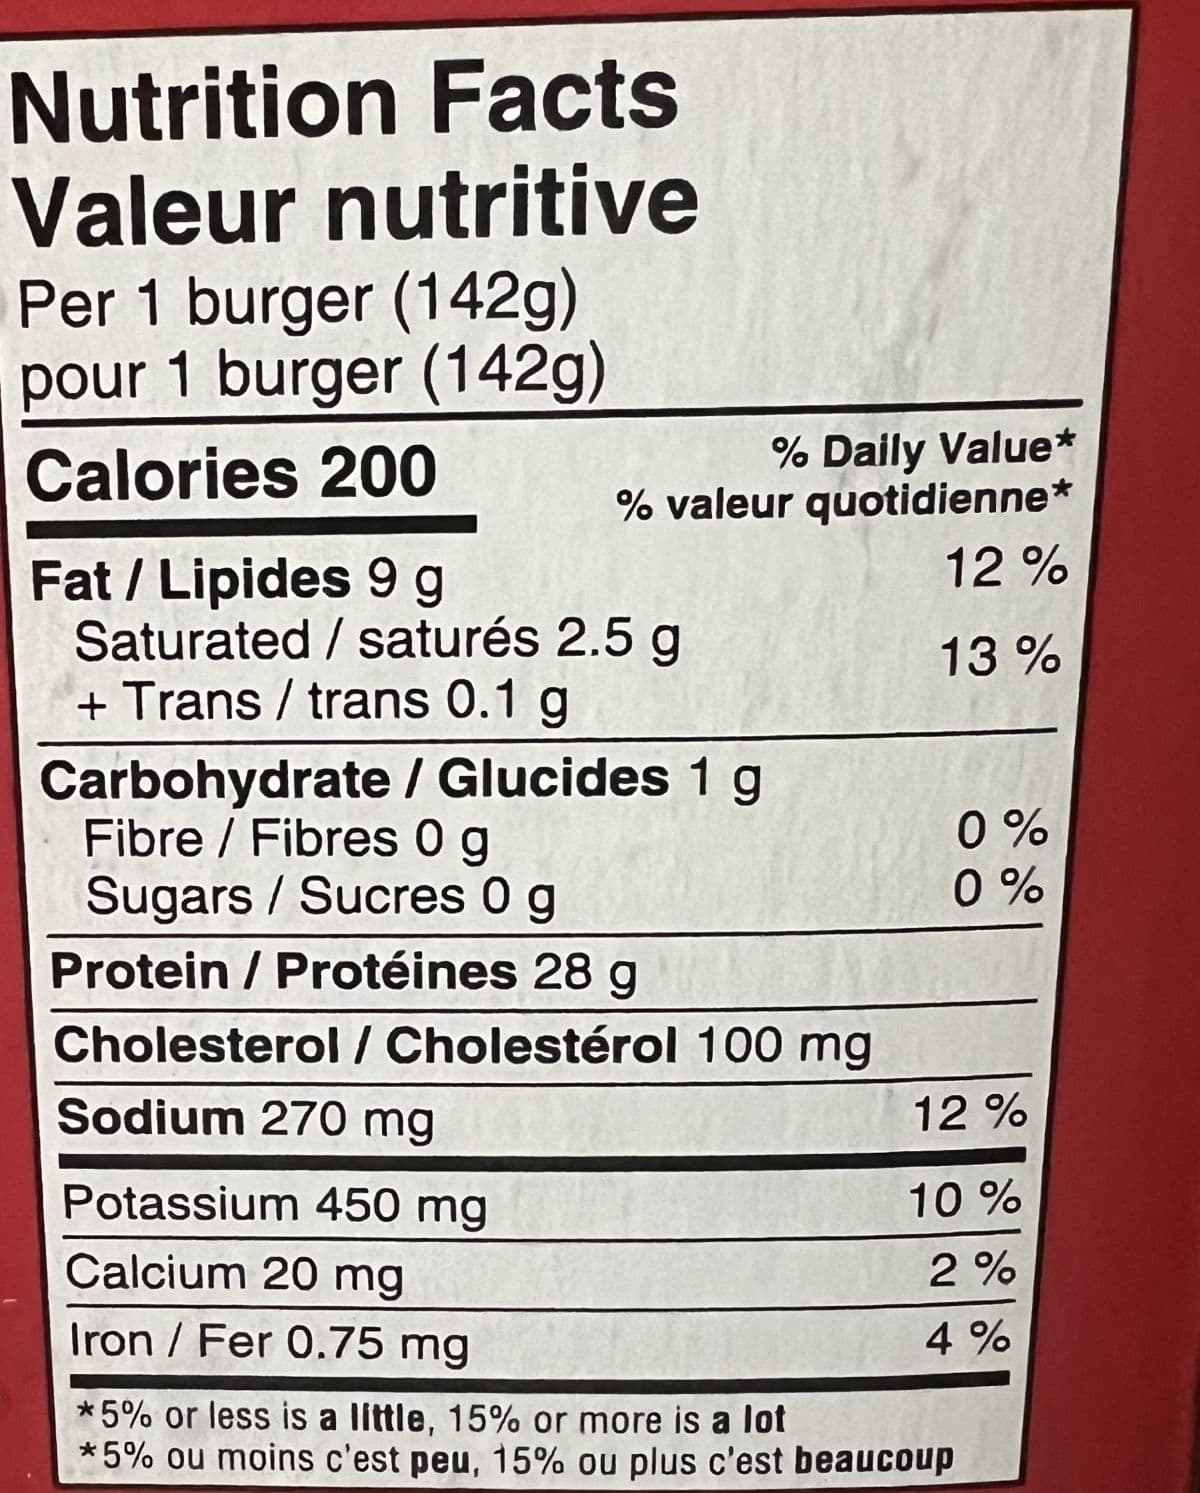 Nutrition Facts
Valeur nutritive
Per 1 burger (142g)
pour 1 burger (142g)
Calories 200
% Daily Value*
% valeur quotidienne*
Fat / Lipides 9 g 12 %
Saturated / saturés 2.5 g
+ Trans / trans 0.1 g 13 %
Carbohydrate / Glucides 1 g
Fibre / Fibres 0 g 0 %
Sugars / Sucres 0 g 0 %
Protein / Protéines 28 g
Cholesterol / Cholestérol 100 mg
Sodium 270 mg 12 %
Potassium 450 mg 10 %
Calcium 20 mg 2 %
Iron / Fer 0.75 mg 4 %
*5% or less is a little, 15% or more is a lot
*5% ou moins c'est peu, 15% ou plus c'est beaucoup